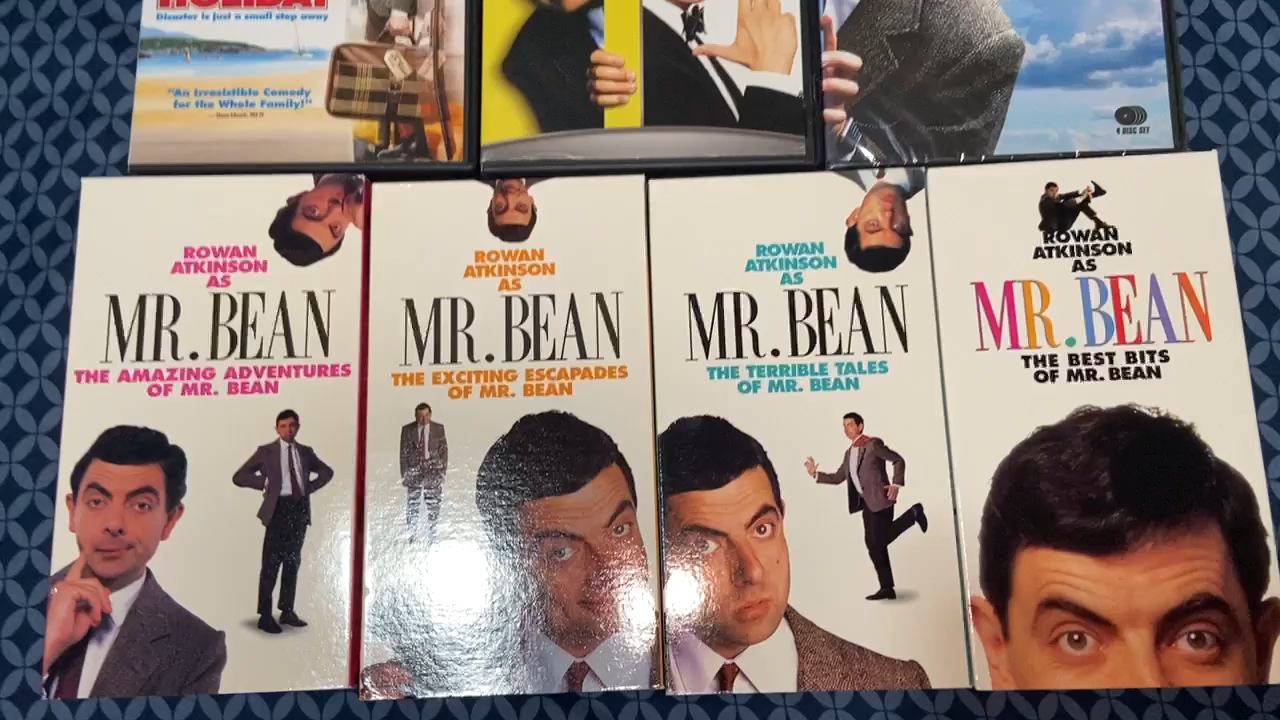 HOLIDAY
Disaster is just a small step away
"An Irresistible Comedy
for the Whole Family!"
4 DISC SET
ROWAN
ATKINSON
AS
MR. BEAN
THE AMAZING ADVENTURES
OF MR. BEAN
ROWAN
ATKINSON
AS
MR. BEAN
THE EXCITING ESCAPADES
OF MR. BEAN
ROWAN
ATKINSON
AS
MR. BEAN
THE TERRIBLE TALES
OF MR. BEAN
ROWAN
ATKINSON
AS
MR. BEAN
THE BEST BITS
OF MR. BEAN